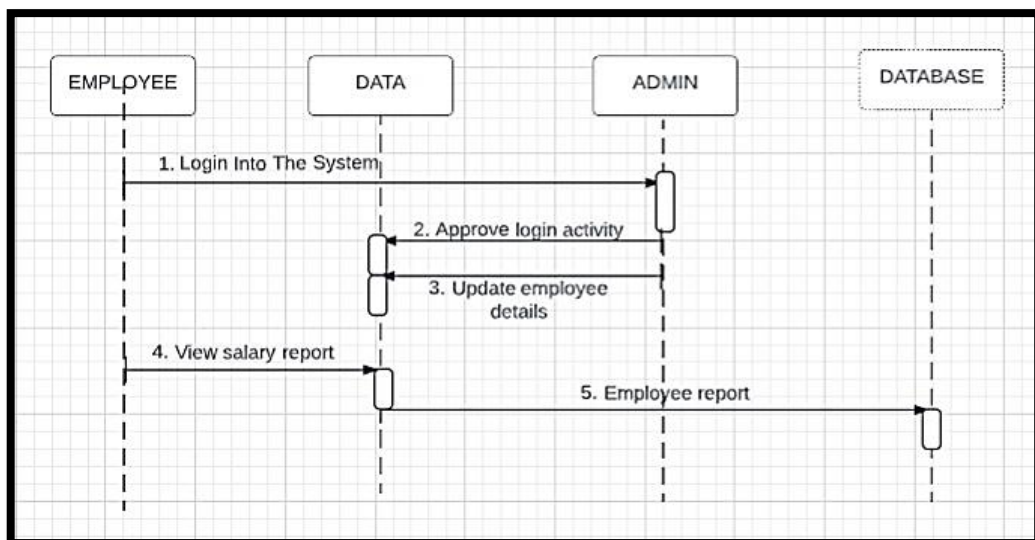 EMPLOYEE
DATA
ADMIN
DATABASE
1. Login Into The System
2. Approve login activity
3. Update employee
details
4. View salary report
5. Employee report